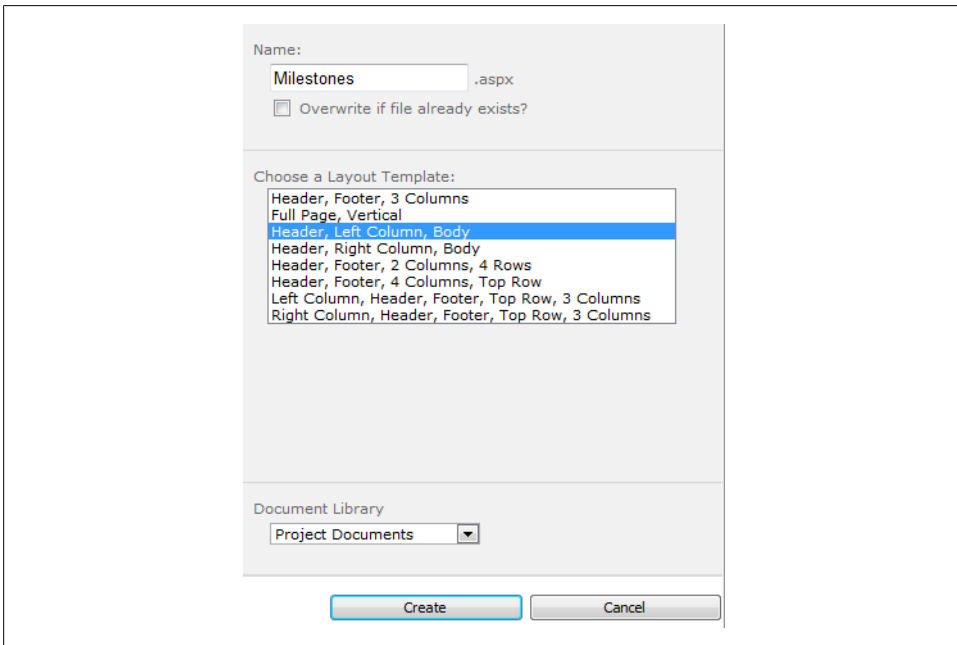 Name:
Milestones
.aspx
Overwrite if file already exists?
Choose a Layout Template:
Header, Footer, 3 Columns
Full Page, Vertical
Header, Left Column, Body
Header, Right Column, Body
Header, Footer, 2 Columns, 4 Rows
Header, Footer, 4 Columns, Top Row
Left Column, Header, Footer, Top Row, 3 Columns
Right Column, Header, Footer, Top Row, 3 Columns
Document Library
Project Documents
Create
Cancel